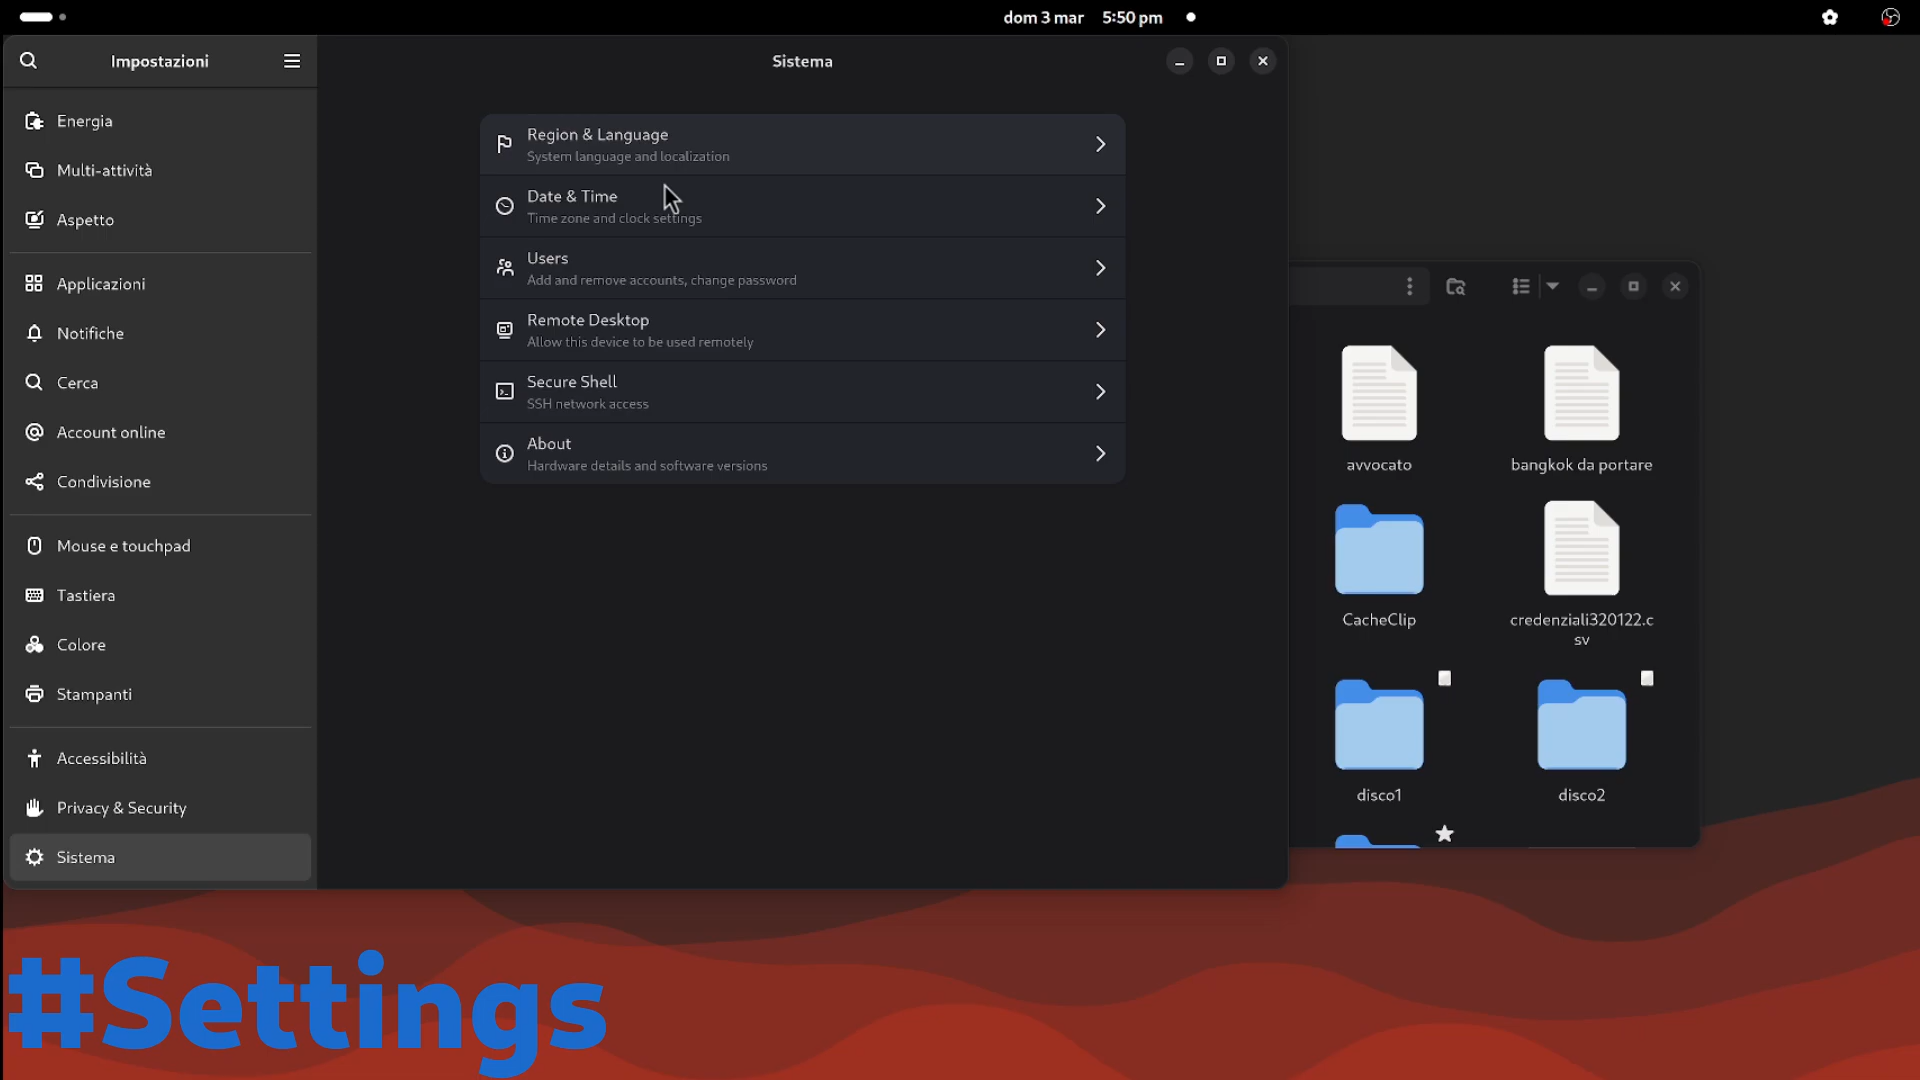 dom 3 mar 5:50 pm
Impostazioni
Sistema
Energia
Multi-attività
Aspetto
Applicazioni
Notifiche
Cerca
Account online
Condivisione
Mouse e touchpad
Tastiera
Colore
Stampanti
Accessibilità
Privacy & Security
Sistema
Region & Language
System language and localization
Date & Time
Time zone and clock settings
Users
Add and remove accounts, change password
Remote Desktop
Allow this device to be used remotely
Secure Shell
SSH network access
About
Hardware details and software versions
avvocato
bangkok da portare
CacheClip
credenziali320122.c
sv
disco1
disco2
#Settings